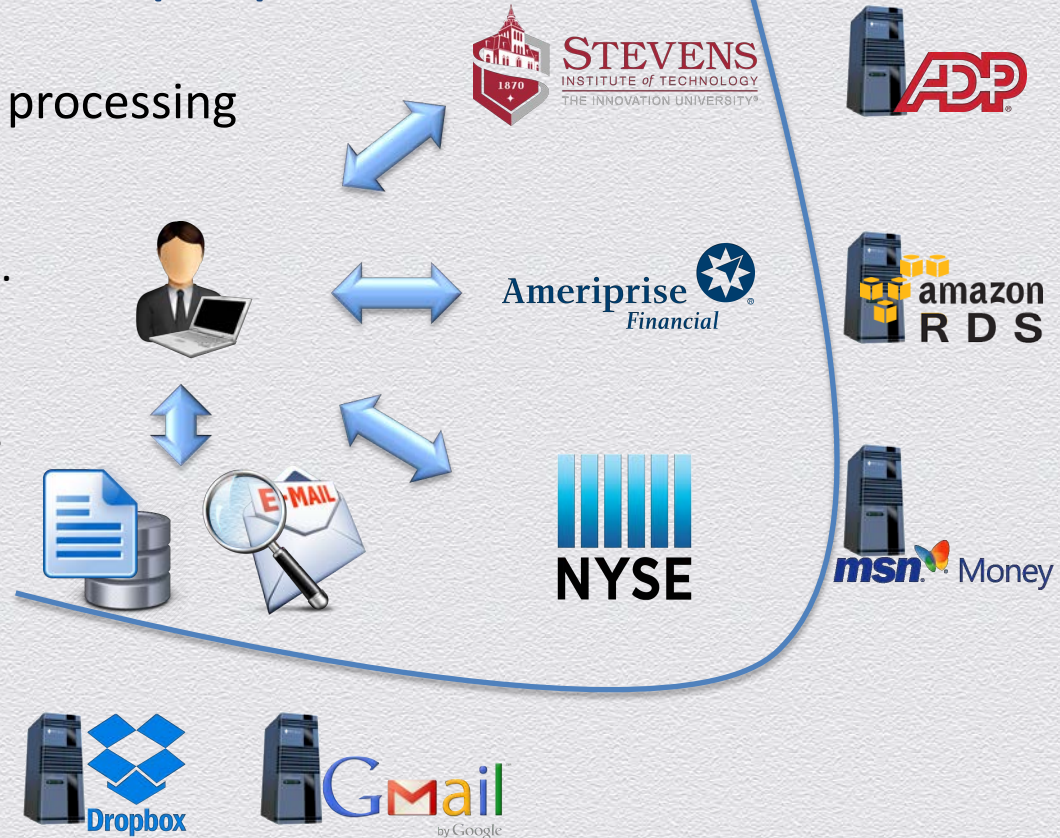 processing
STEVENS
INSTITUTE of TECHNOLOGY
THE INNOVATION UNIVERSITY®
1870
ADP®
Ameriprise
Financial
®
amazon
RDS
E-MAIL
NYSE
msn Money
Dropbox
Gmail
by Google